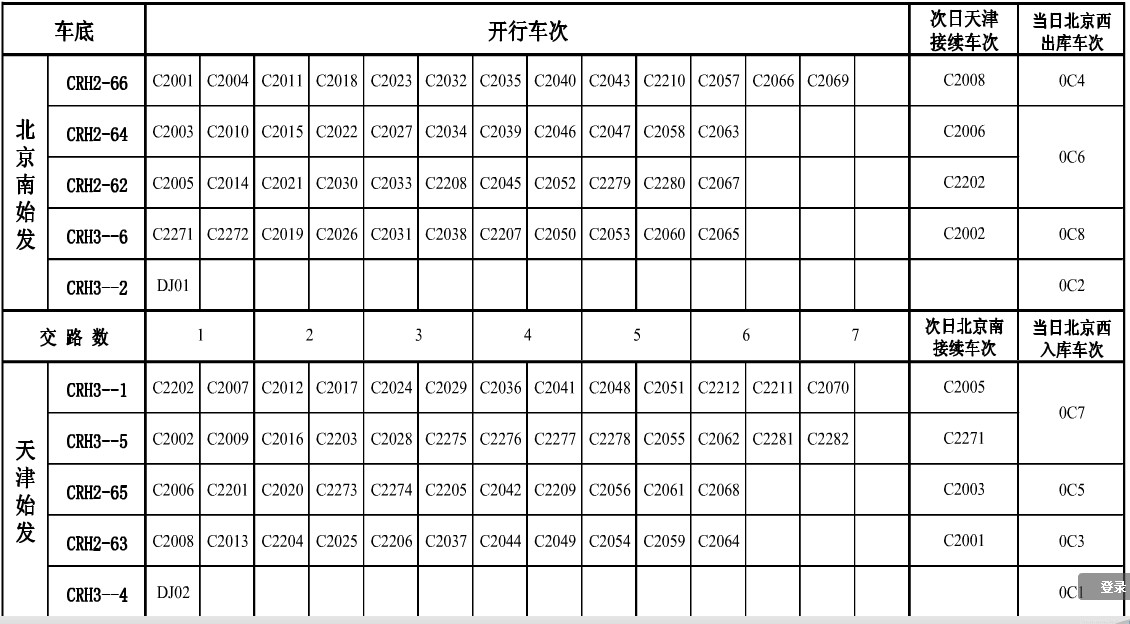 车底 开行车次 次日天津接续车次 当日北京西出库车次
北京南始发
CRH2-66 C2001 C2004 C2011 C2018 C2023 C2032 C2035 C2040 C2043 C2210 C2057 C2066 C2069 C2008 0C4
CRH2-64 C2003 C2010 C2015 C2022 C2027 C2034 C2039 C2046 C2047 C2058 C2063 C2006 0C6
CRH2-62 C2005 C2014 C2021 C2030 C2033 C2208 C2045 C2052 C2279 C2280 C2067 C2202
CRH3--6 C2271 C2272 C2019 C2026 C2031 C2038 C2207 C2050 C2053 C2060 C2065 C2002 0C8
CRH3--2 DJ01 0C2
交路数 1 2 3 4 5 6 7 次日北京南接续车次 当日北京西入库车次
天津始发
CRH3--1 C2202 C2007 C2012 C2017 C2024 C2029 C2036 C2041 C2048 C2051 C2212 C2211 C2070 C2005 0C7
CRH3--5 C2002 C2009 C2016 C2203 C2028 C2275 C2276 C2277 C2278 C2055 C2062 C2281 C2282 C2271
CRH2-65 C2006 C2201 C2020 C2273 C2274 C2205 C2042 C2209 C2056 C2061 C2068 C2003 0C5
CRH2-63 C2008 C2013 C2204 C2025 C2206 C2037 C2044 C2049 C2054 C2059 C2064 C2001 0C3
CRH3--4 DJ02 0C1
登录